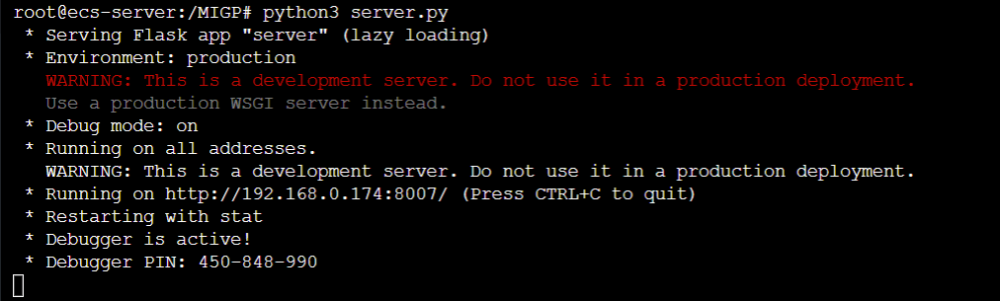 root@ecs-server:/MIGP# python3 server.py
* Serving Flask app "server" (lazy loading)
* Environment: production
WARNING: This is a development server. Do not use it in a production deployment.
Use a production WSGI server instead.
* Debug mode: on
* Running on all addresses.
WARNING: This is a development server. Do not use it in a production deployment.
* Running on http://192.168.0.174:8007/ (Press CTRL+C to quit)
* Restarting with stat
* Debugger is active!
* Debugger PIN: 450-848-990